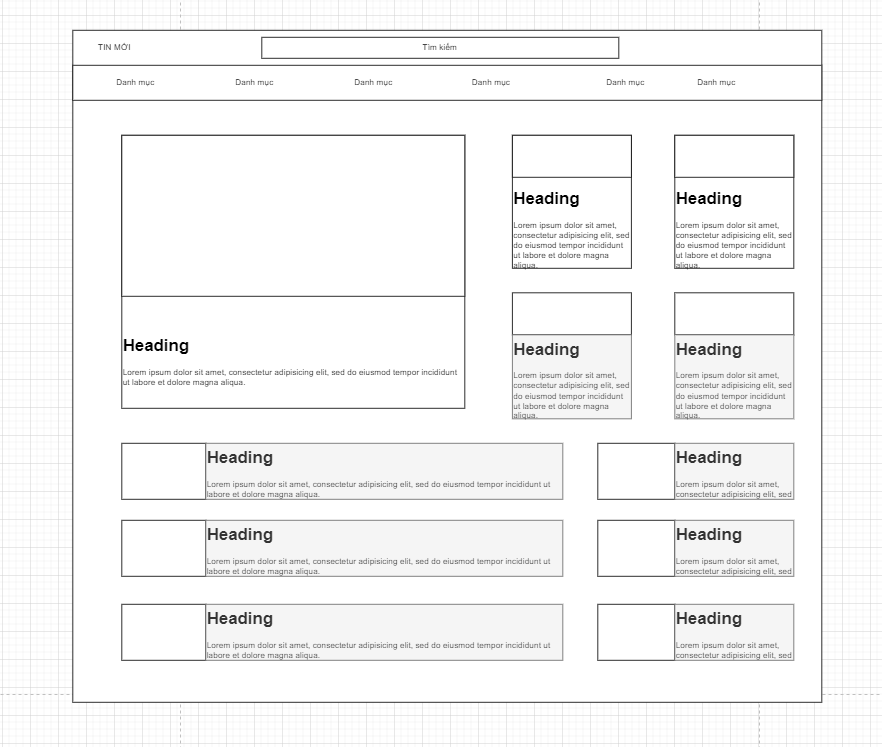 TIN MỚI
Tìm kiếm
Danh mục
Danh mục
Danh mục
Danh mục
Danh mục
Danh mục
Heading
Lorem ipsum dolor sit amet, consectetur adipisicing elit, sed do eiusmod tempor incididunt
ut labore et dolore magna aliqua.
Heading
Lorem ipsum dolor sit amet,
consectetur adipisicing elit, sed
do eiusmod tempor incididunt
ut labore et dolore magna
aliqua.
Heading
Lorem ipsum dolor sit amet,
consectetur adipisicing elit, sed
do eiusmod tempor incididunt
ut labore et dolore magna
aliqua.
Heading
Lorem ipsum dolor sit amet,
consectetur adipisicing elit, sed
do eiusmod tempor incididunt
ut labore et dolore magna
aliqua.
Heading
Lorem ipsum dolor sit amet,
consectetur adipisicing elit, sed
do eiusmod tempor incididunt
ut labore et dolore magna
aliqua.
Heading
Lorem ipsum dolor sit amet, consectetur adipisicing elit, sed do eiusmod tempor incididunt ut
labore et dolore magna aliqua.
Heading
Lorem ipsum dolor sit amet,
consectetur adipisicing elit, sed
Heading
Lorem ipsum dolor sit amet, consectetur adipisicing elit, sed do eiusmod tempor incididunt ut
labore et dolore magna aliqua.
Heading
Lorem ipsum dolor sit amet,
consectetur adipisicing elit, sed
Heading
Lorem ipsum dolor sit amet, consectetur adipisicing elit, sed do eiusmod tempor incididunt ut
labore et dolore magna aliqua.
Heading
Lorem ipsum dolor sit amet,
consectetur adipisicing elit, sed